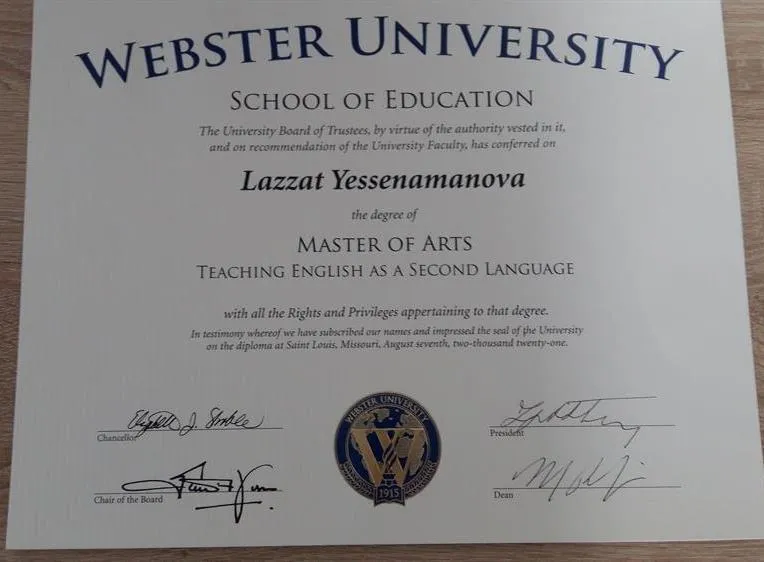 WEBSTER UNIVERSITY
SCHOOL OF EDUCATION
The University Board of Trustees, by virtue of the authority vested in it,
and on recommendation of the University Faculty, has conferred on
Lazzat Yessenamanova
the degree of
MASTER OF ARTS
TEACHING ENGLISH AS A SECOND LANGUAGE
with all the Rights and Privileges appertaining to that degree.
In testimony whereof we have subscribed our names and impressed the seal of the University
on the diploma at Saint Louis, Missouri, August seventh, two-thousand twenty-one.
Chancellor
President
Chair of the Board
Dean
WEBSTER UNIVERSITY
W
1915